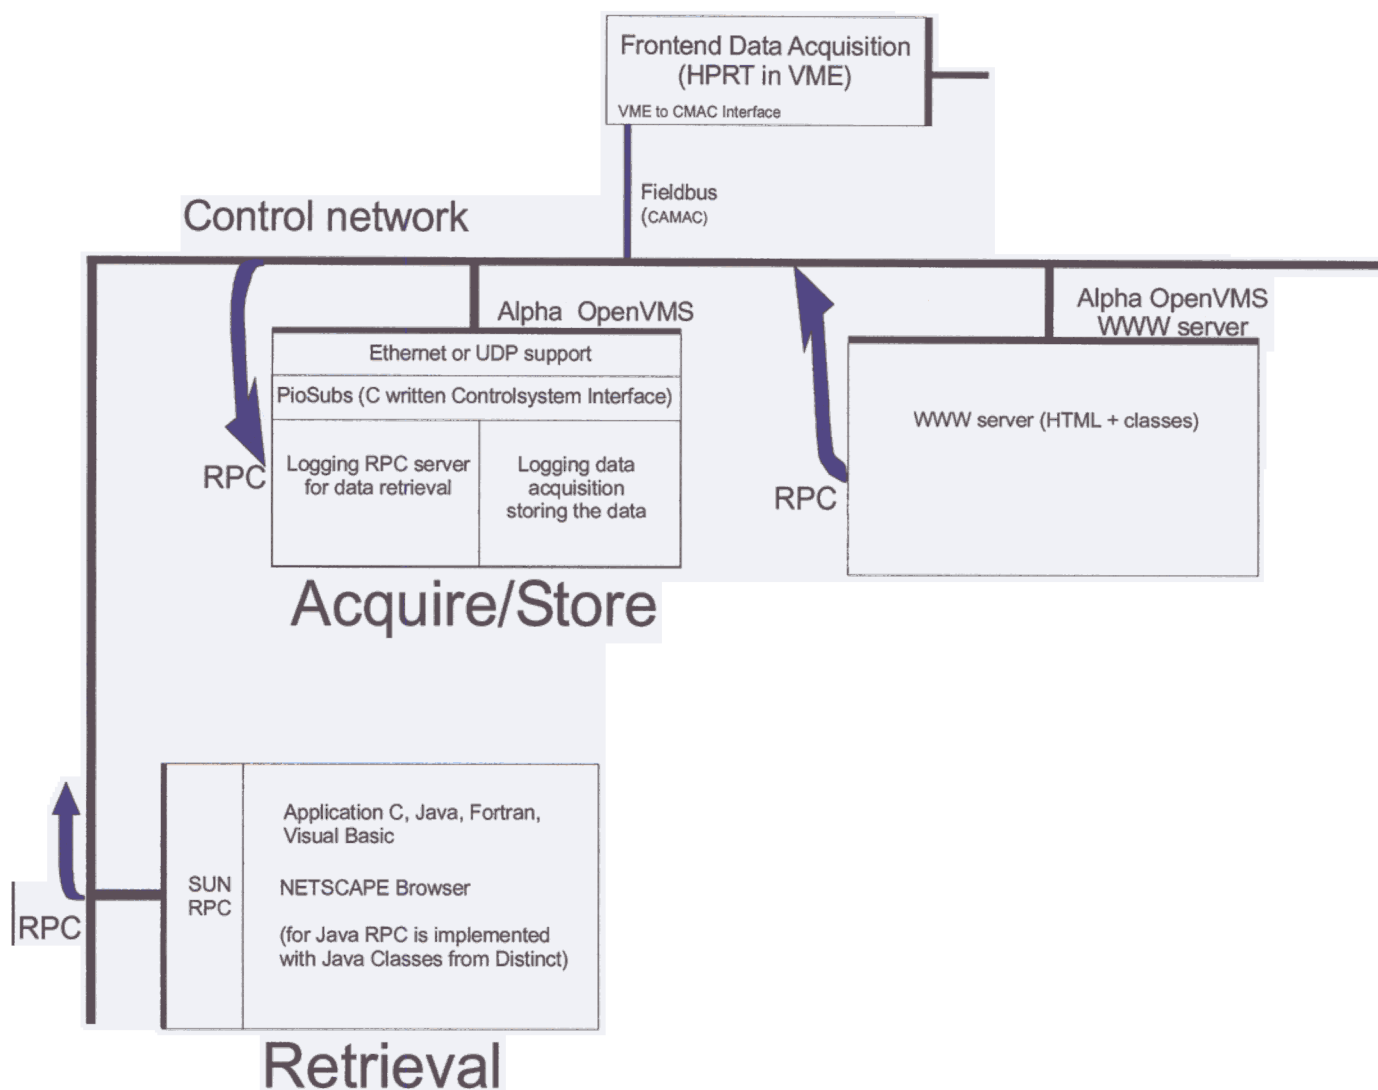 Frontend Data Acquisition
(HPRT in VME)
VME to CMAC Interface
Fieldbus
(CAMAC)
Control network
Alpha OpenVMS
Ethernet or UDP support
PioSubs (C written Controlsystem Interface)
Logging RPC server
for data retrieval
Logging data
acquisition
storing the data
RPC
Acquire/Store
Alpha OpenVMS
WWW server
WWW server (HTML + classes)
RPC
SUN
RPC
Application C, Java, Fortran,
Visual Basic
NETSCAPE Browser
(for Java RPC is implemented
with Java Classes from Distinct)
RPC
Retrieval